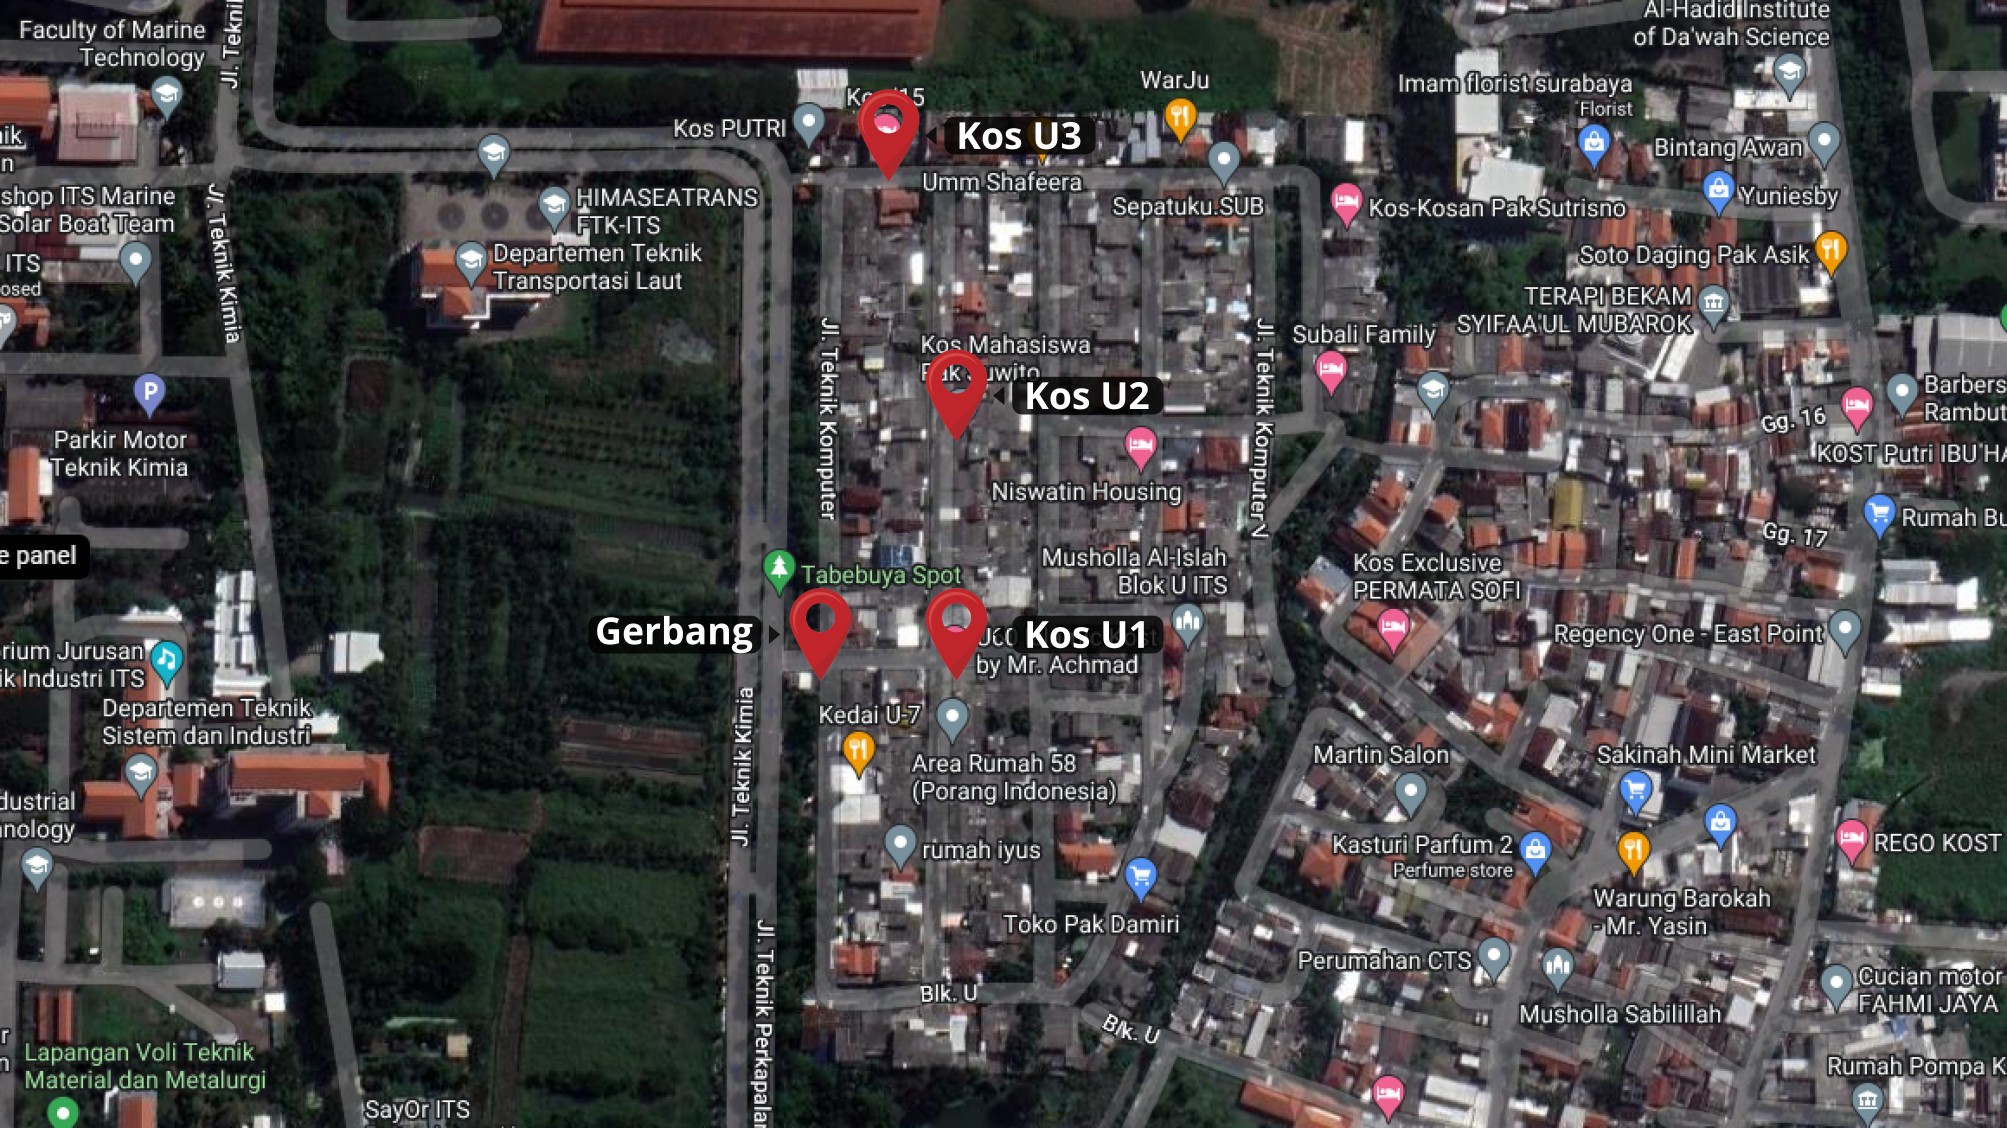 Faculty of Marine
Technology
Jl. Teknik
Al-Hadid Institute
of Da'wah Science
WarJu
Imam florist surabaya
Florist
Kos PUTRI
Kos U3
Bintang Awan
Umm Shafeera
shop ITS Marine
Solar Boat Team
HIMASEATRANS
FTK-ITS
Sepatuku.SUB
Kos-Kosan Pak Sutrisno
Yuniesby
Departemen Teknik
Transportasi Laut
ITS
osed
Soto Daging Pak Asik
Jl. Teknik Kimia
TERAPI BEKAM
SYIFAA'UL MUBAROK
Subali Family
Kos Mahasiswa
Pak Juwito
Jl. Teknik Komputer
Jl. Teknik Komputer V
Kos U2
P
Parkir Motor
Teknik Kimia
Barbers
Rambut
Gg. 16
KOST Putri IBU HA
Niswatin Housing
Rumah Bu
Gg. 17
e panel
Musholla Al-Islah
Blok U ITS
Kos Exclusive
PERMATA SOFI
Tabebuya Spot
Gerbang
Kos U1
by Mr. Achmad
Regency One - East Point
rium Jurusan
ik Industri ITS
Departemen Teknik
Sistem dan Industri
Jl. Teknik Kimia
Kedai U-7
Area Rumah 58
(Porang Indonesia)
Martin Salon
Sakinah Mini Market
dustrial
nology
rumah iyus
Kasturi Parfum 2
Perfume store
REGO KOST
Toko Pak Damiri
Warung Barokah
- Mr. Yasin
Jl. Teknik Perkapalan
Perumahan CTS
Blk. U
Blk. U
Musholla Sabilillah
Cucian motor
FAHMI JAYA
Lapangan Voli Teknik
Material dan Metalurgi
Rumah Pompa K
SayOr ITS